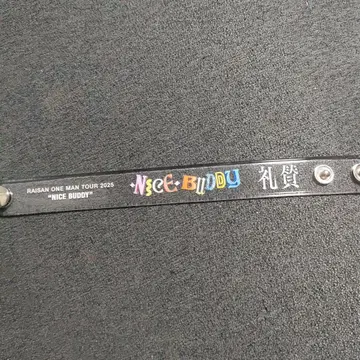 RAISAN ONE MAN TOUR 2025
"NICE BUDDY"
NiCE BUDDY
礼賛